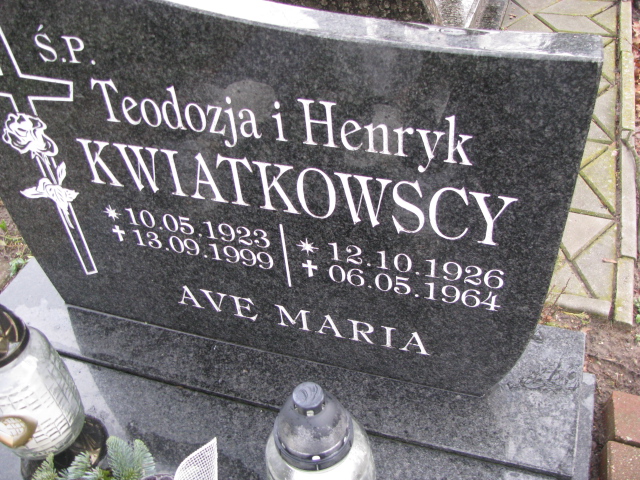 Ś.P.
Teodozja i Henryk
KWIATKOWSCY
* 10.05.1923 * 12.10.1926
✝ 13.09.1999 ✝ 06.05.1964
AVE MARIA